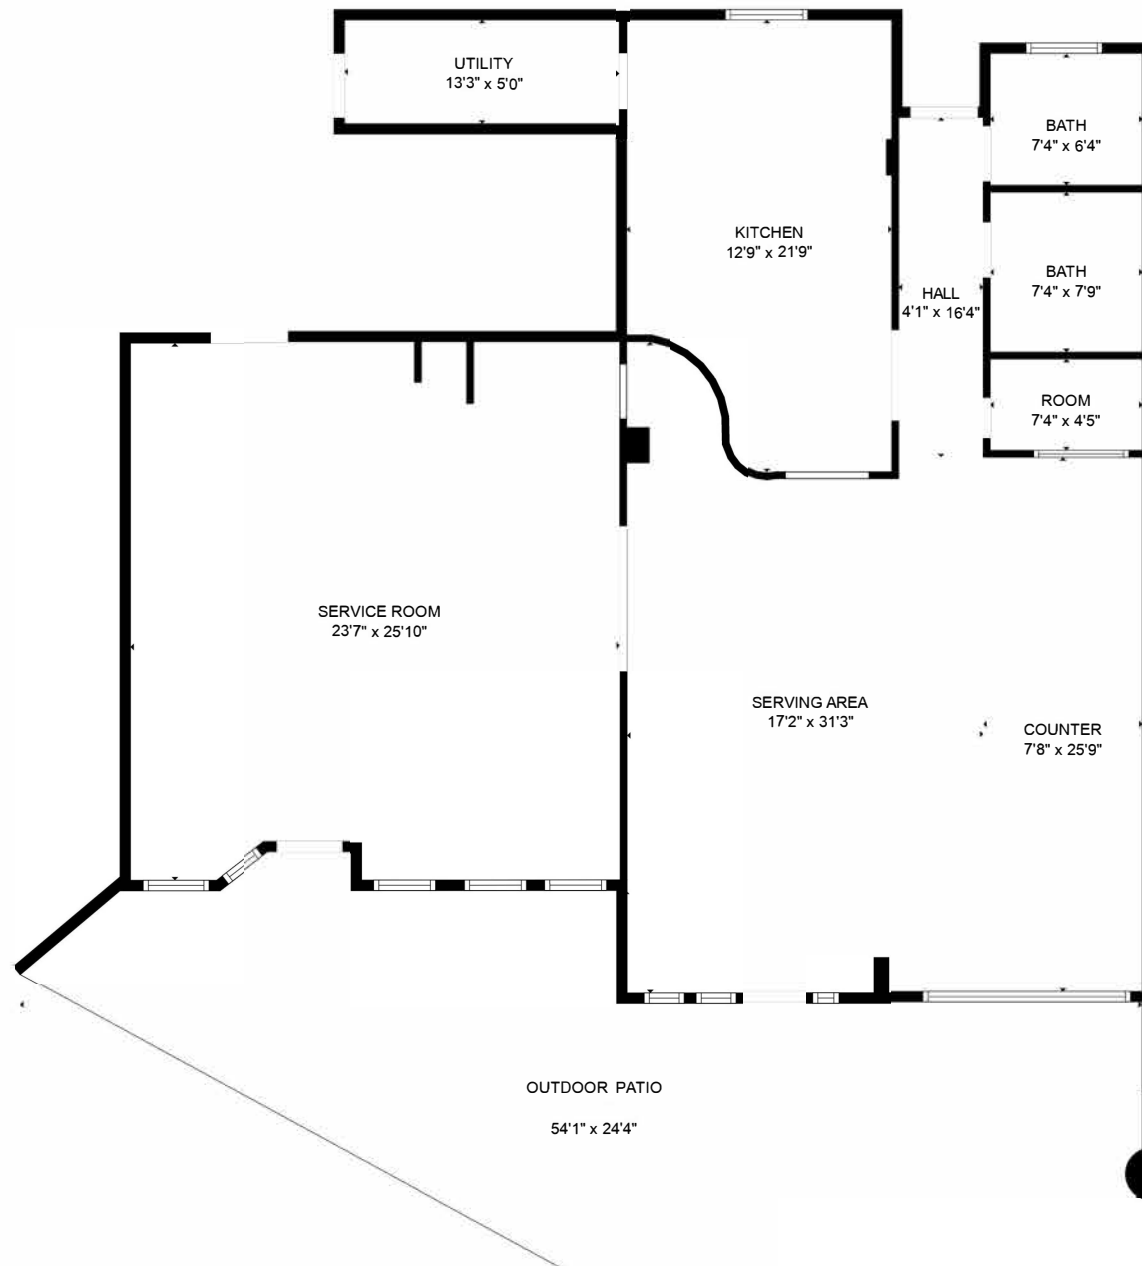 UTILITY
13'3" x 5'0"
BATH
7'4" x 6'4"
KITCHEN
12'9" x 21'9"
BATH
7'4" x 7'9"
HALL
4'1" x 16'4"
ROOM
7'4" x 4'5"
SERVICE ROOM
23'7" x 25'10"
SERVING AREA
17'2" x 31'3"
COUNTER
7'8" x 25'9"
OUTDOOR PATIO
54'1" x 24'4"